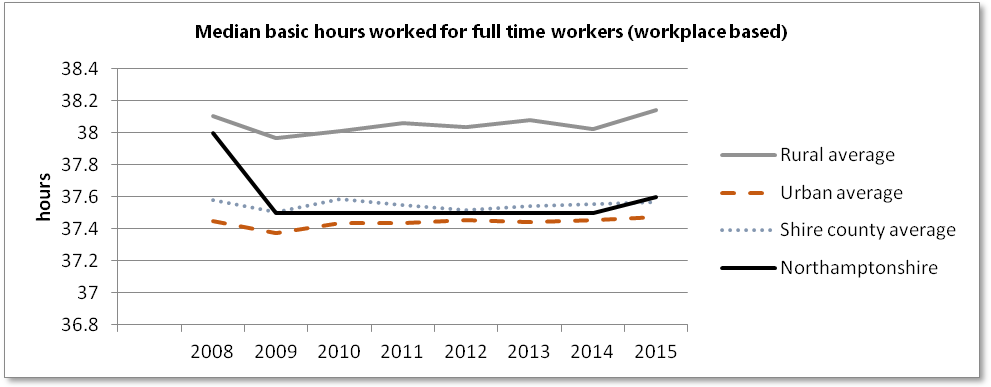 Median basic hours worked for full time workers (workplace based)
38.4
38.2
38
37.8
37.6
37.4
37.2
37
36.8
hours
2008 2009 2010 2011 2012 2013 2014 2015
Rural average
Urban average
Shire county average
Northamptonshire